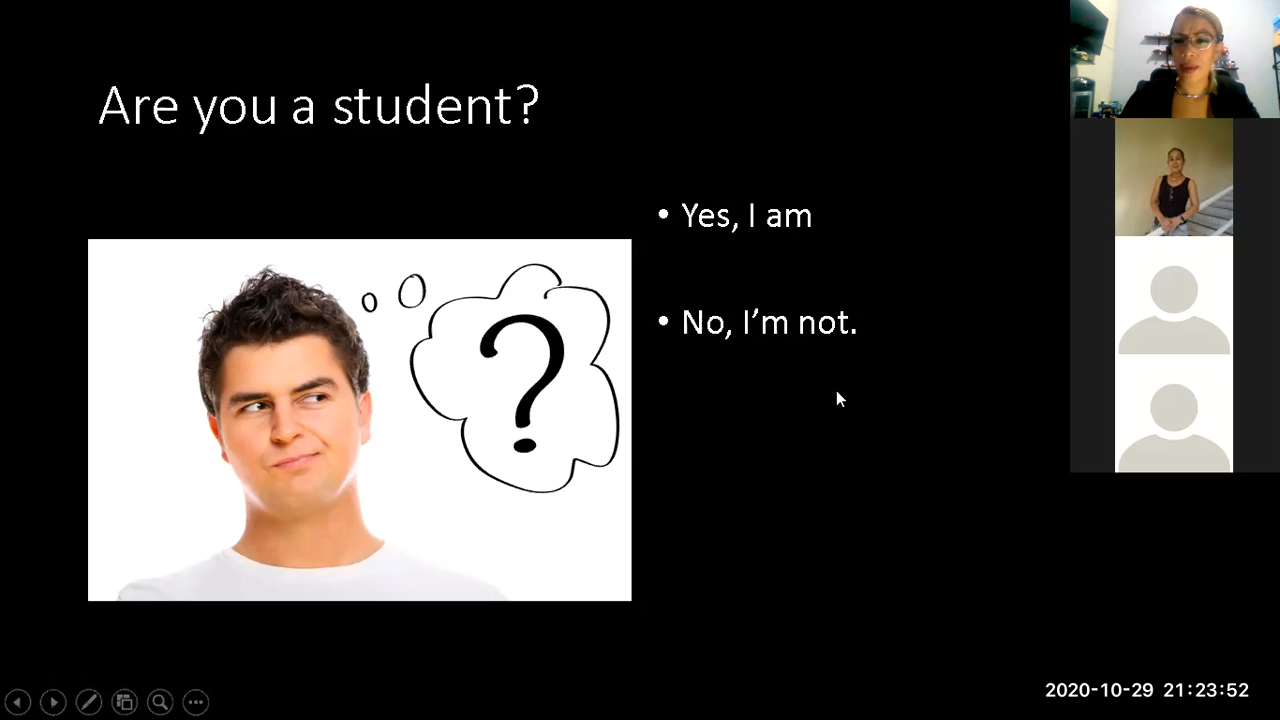 Are you a student?
• Yes, I am
• No, I’m not.
?
2020-10-29 21:23:52